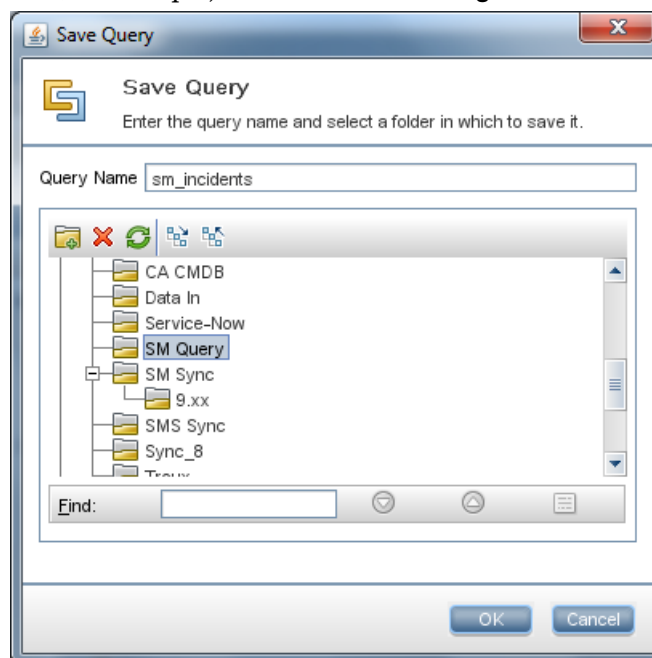 Save Query
X
Save Query
Enter the query name and select a folder in which to save it.
Query Name sm_incidents
CA CMDB
Data In
Service-Now
SM Query
SM Sync
9.xx
SMS Sync
Sync_8
Find:
OK Cancel